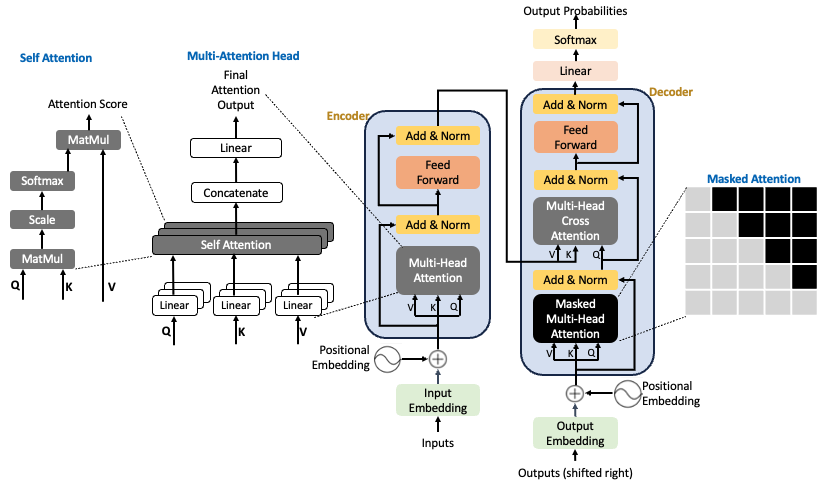 Self Attention
Attention Score
MatMul
Softmax
Scale
MatMul
Q
K
V
Multi-Attention Head
Final
Attention
Output
Linear
Concatenate
Self Attention
Linear
Linear
Linear
Q
K
V
Encoder
Add & Norm
Feed
Forward
Add & Norm
Multi-Head
Attention
V
K
Q
Positional
Embedding
Input
Embedding
Inputs
Output Probabilities
Softmax
Linear
Decoder
Add & Norm
Feed
Forward
Add & Norm
Multi-Head
Cross
Attention
V
K
Q
Add & Norm
Masked
Multi-Head
Attention
V
K
Q
Positional
Embedding
Output
Embedding
Outputs (shifted right)
Masked Attention